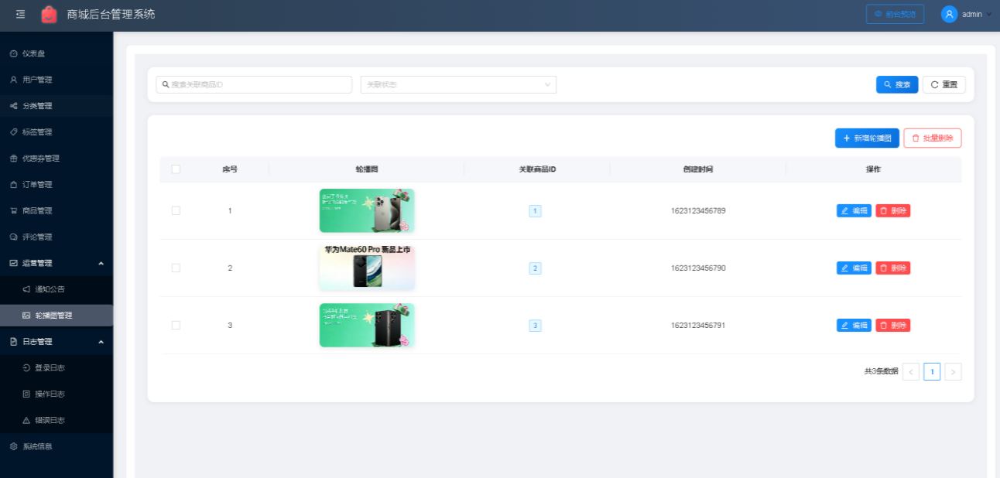 商城后台管理系统
前台预览
admin
仪表盘
用户管理
分类管理
标签管理
优惠券管理
订单管理
商品管理
评论管理
运营管理
通知公告
轮播图管理
日志管理
登录日志
操作日志
错误日志
系统信息
搜索关联商品ID
关联状态
搜索
重置
+ 新增轮播图
批量删除
序号 轮播图 关联商品ID 创建时间 操作
1 1 1623123456789 编辑 删除
华为Mate60 Pro 新品上市
2 2 1623123456790 编辑 删除
3 3 1623123456791 编辑 删除
共3条数据 < 1 >